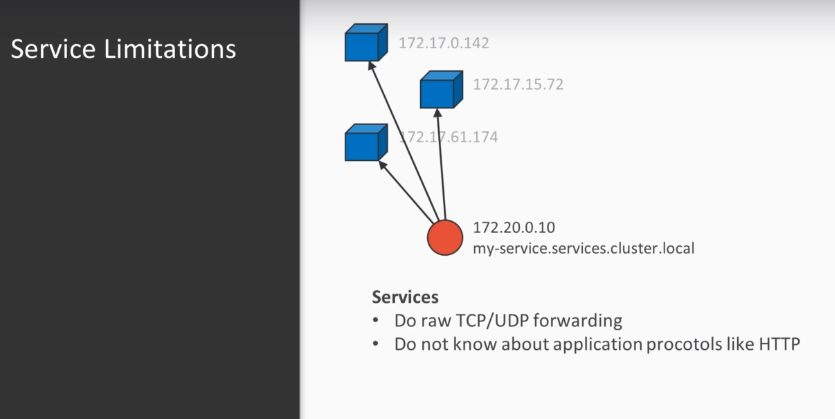 Service Limitations
172.17.0.142
172.17.15.72
172.17.61.174
172.20.0.10
my-service.services.cluster.local
Services
• Do raw TCP/UDP forwarding
• Do not know about application procotols like HTTP